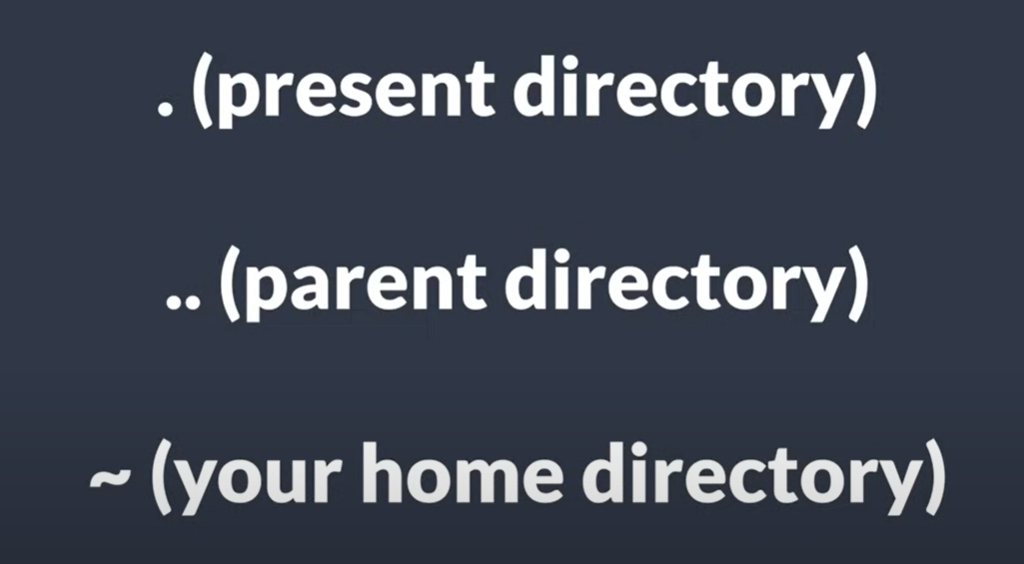 . (present directory)
.. (parent directory)
~ (your home directory)